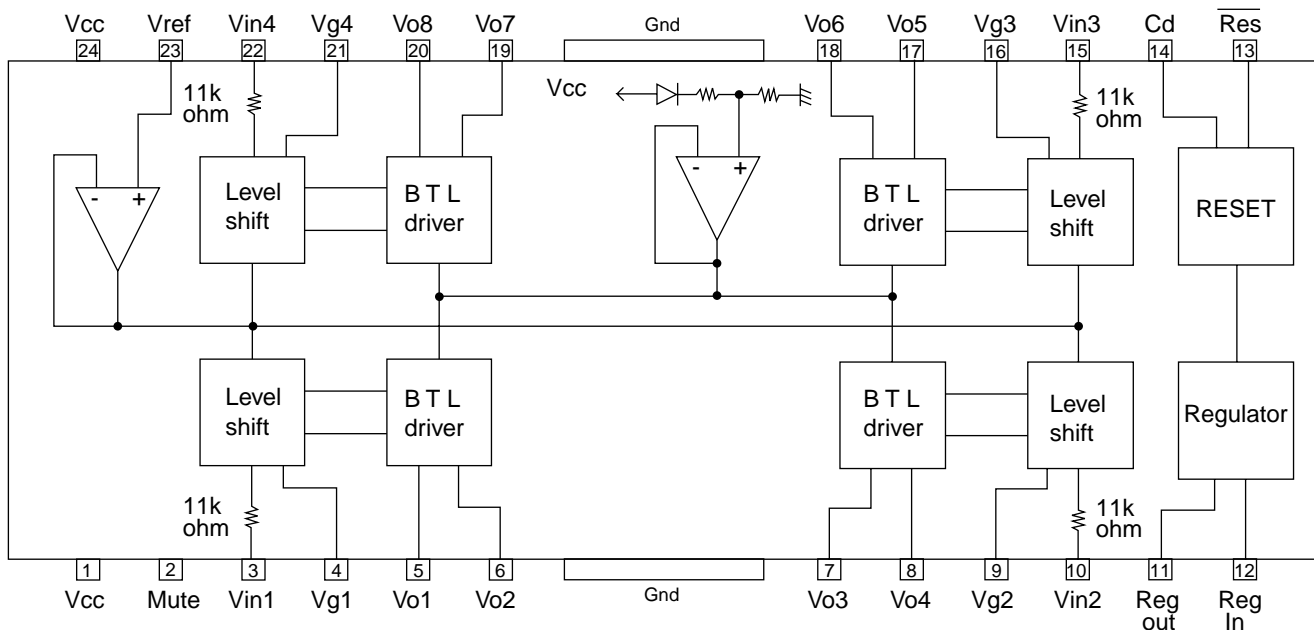 Vcc Vref Vin4 Vg4 Vo8 Vo7 Gnd Vo6 Vo5 Vg3 Vin3 Cd Res
24 23 22 21 20 19 18 17 16 15 14 13
11k
ohm
Vcc
11k
ohm
- +
Level
shift
B T L
driver
- +
B T L
driver
Level
shift
RESET
Level
shift
B T L
driver
B T L
driver
Level
shift
Regulator
11k
ohm
11k
ohm
1 2 3 4 5 6 7 8 9 10 11 12
Vcc Mute Vin1 Vg1 Vo1 Vo2 Gnd Vo3 Vo4 Vg2 Vin2 Reg Reg
out In